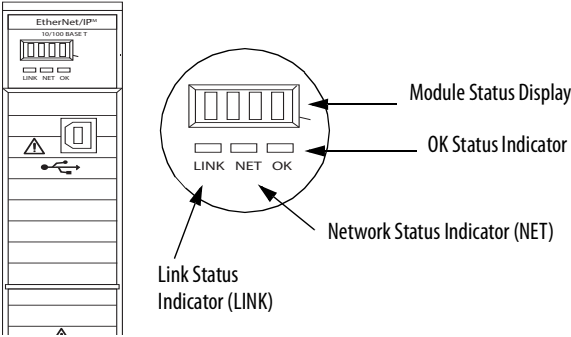 EtherNet/IP™
10/100 BASE T
LINK NET OK
LINK NET OK
Module Status Display
OK Status Indicator
Network Status Indicator (NET)
Link Status
Indicator (LINK)